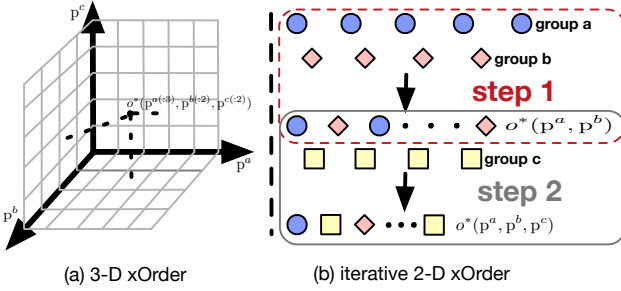 p^c
o*(p^{a(:3)}, p^{b(:2)}, p^{c(:2)})
p^a
p^b
(a) 3-D xOrder
group a
group b
step 1
o*(p^a, p^b)
group c
step 2
o*(p^a, p^b, p^c)
(b) iterative 2-D xOrder